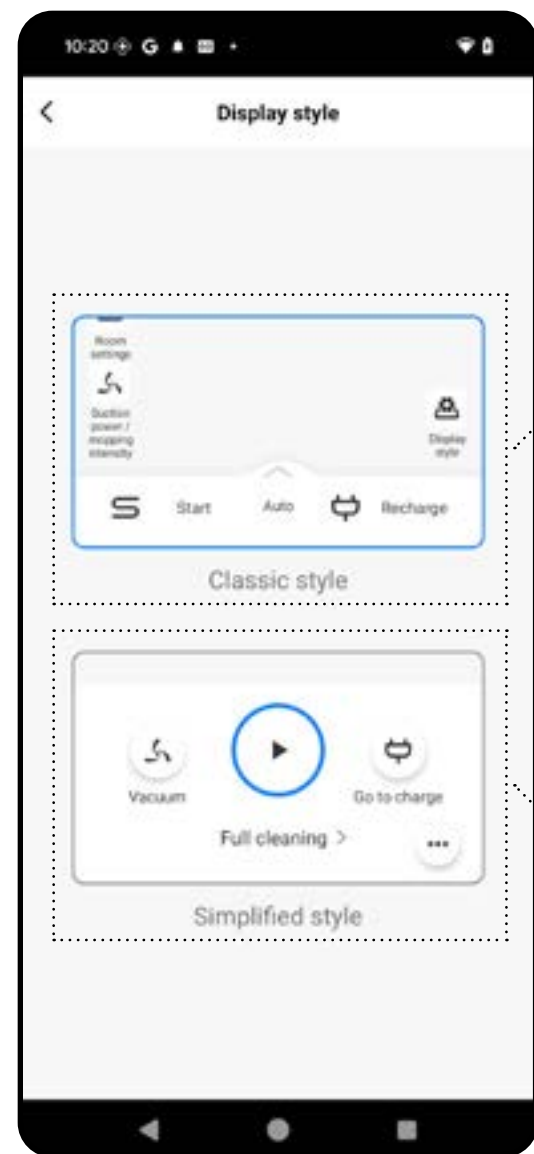 10:20 G
Display style
Room
settings
Suction
power /
mopping
intensity
Display
style
Start Auto Recharge
Classic style
Vacuum
Go to charge
Full cleaning >
Simplified style